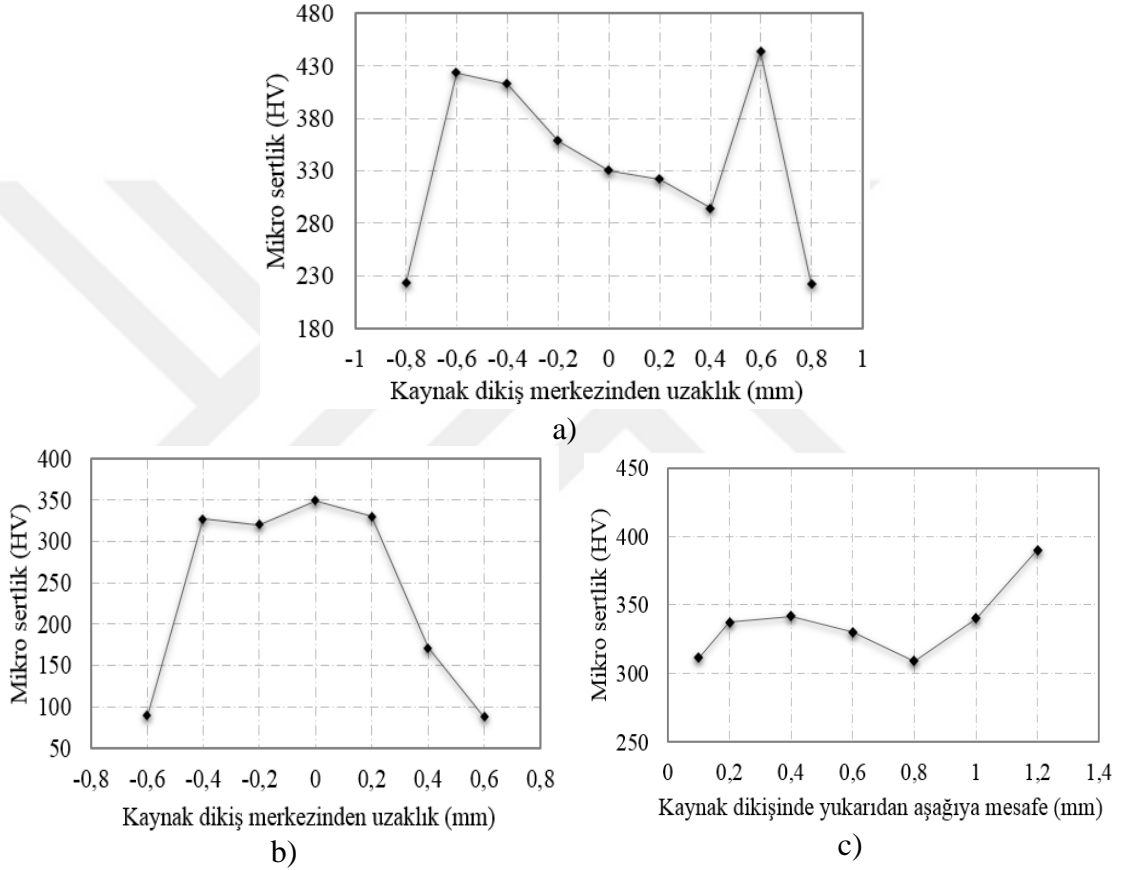 480
430
380
330
280
230
180
Mikro sertlik (HV)
-1 -0,8 -0,6 -0,4 -0,2 0 0,2 0,4 0,6 0,8 1
Kaynak dikiş merkezinden uzaklık (mm)
a)
400
350
300
250
200
150
100
50
Mikro sertlik (HV)
-0,8 -0,6 -0,4 -0,2 0 0,2 0,4 0,6 0,8
Kaynak dikiş merkezinden uzaklık (mm)
b)
450
400
350
300
250
Mikro sertlik (HV)
0 0,2 0,4 0,6 0,8 1 1,2 1,4
Kaynak dikişinde yukarıdan aşağıya mesafe (mm)
c)